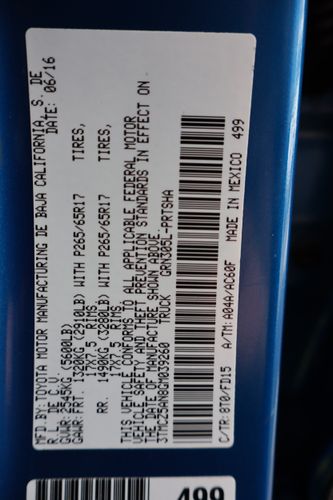 MFD.BY:TOYOTA MOTOR MANUFACTURING DE BAJA CALIFORNIA, S. DE
R.L. DE C.V. DATE: 06/16
GVWR: 2545KG (5600LB)
GAWR:FRT. 1320KG (2910LB) WITH P265/65R17 TIRES,
17X7.5 RIMS.
RR. 1490KG (3280LB) WITH P265/65R17 TIRES,
17X7.5 RIMS.
THIS VEHICLE CONFORMS TO ALL APPLICABLE FEDERAL MOTOR
VEHICLE SAFETY AND THEFT PREVENTION STANDARDS IN EFFECT ON
THE DATE OF MANUFACTURE SHOWN ABOVE.
3TMCZ5AN8GM039260 TRUCK GRN305L-PRTSHA
C/TR: 8T0/FD15
A/TM: A04A/AC60F MADE IN MEXICO 499
499